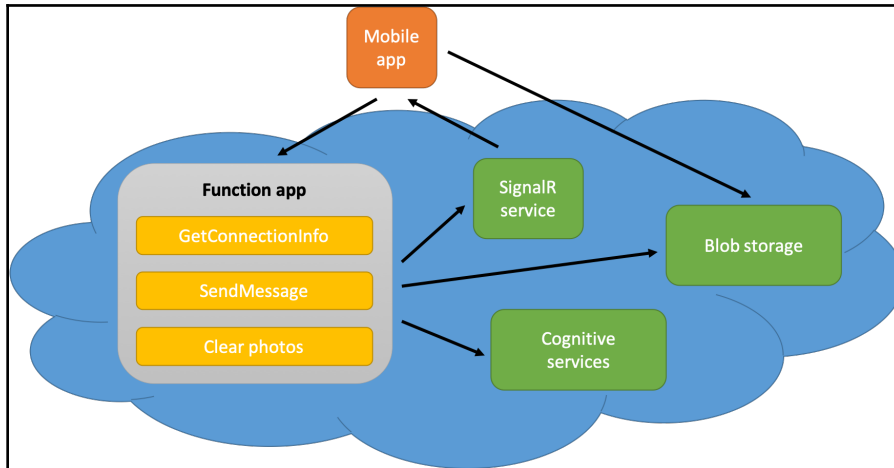 Mobile
app
Function app
GetConnectionInfo
SendMessage
Clear photos
SignalR
service
Blob storage
Cognitive
services